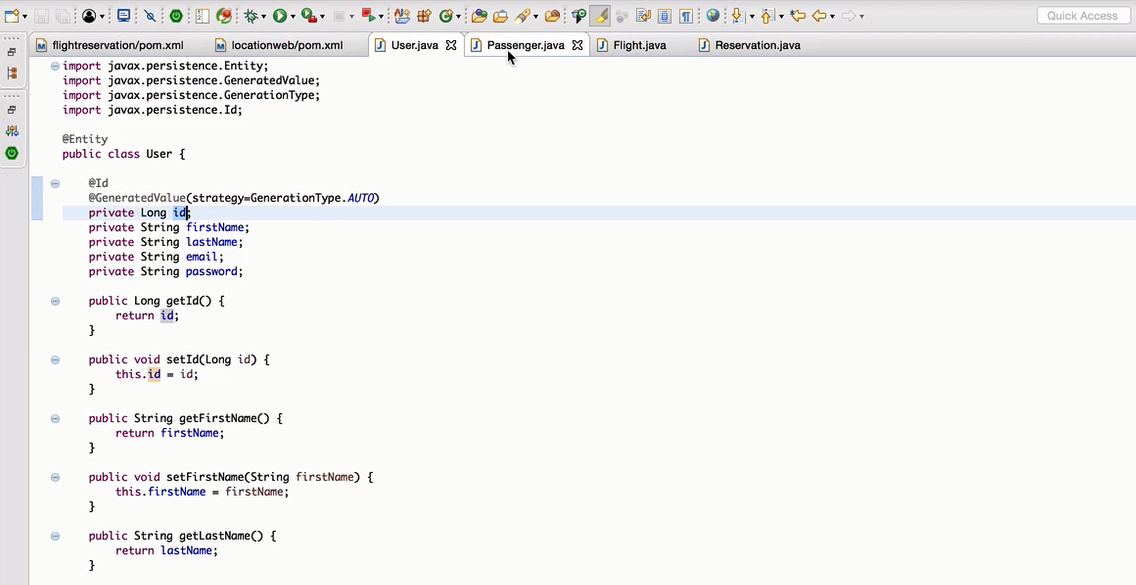 Quick Access
flightreservation/pom.xml locationweb/pom.xml User.java Passenger.java Flight.java Reservation.java
import javax.persistence.Entity;
import javax.persistence.GeneratedValue;
import javax.persistence.GenerationType;
import javax.persistence.Id;
@Entity
public class User {
@Id
@GeneratedValue(strategy=GenerationType.AUTO)
private Long id;
private String firstName;
private String lastName;
private String email;
private String password;
public Long getId() {
return id;
}
public void setId(Long id) {
this.id = id;
}
public String getFirstName() {
return firstName;
}
public void setFirstName(String firstName) {
this.firstName = firstName;
}
public String getLastName() {
return lastName;
}